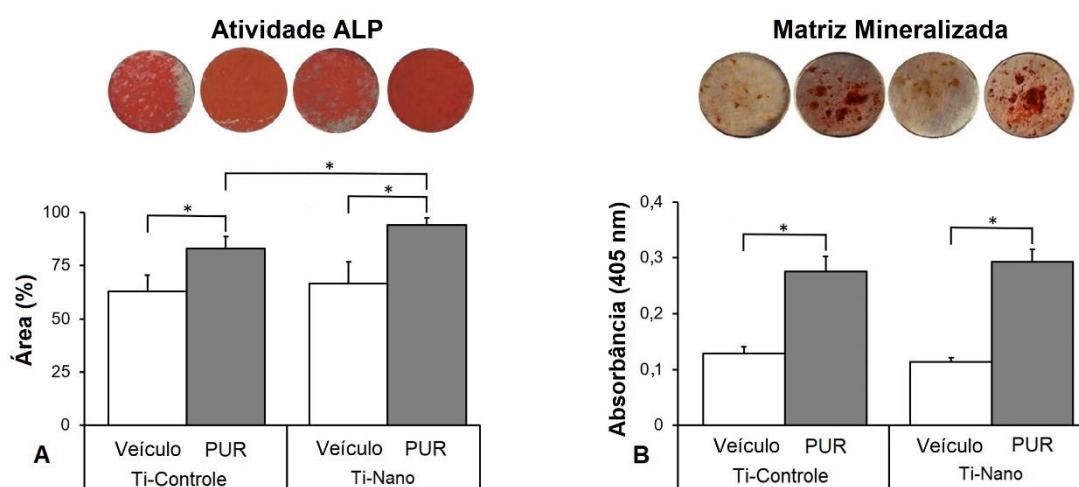 Atividade ALP
*
*
*
100
75
50
25
0
Área (%)
Veículo PUR Veículo PUR
Ti-Controle Ti-Nano
A
Matriz Mineralizada
*
*
0,4
0,3
0,2
0,1
0
Absorbância (405 nm)
Veículo PUR Veículo PUR
Ti-Controle Ti-Nano
B